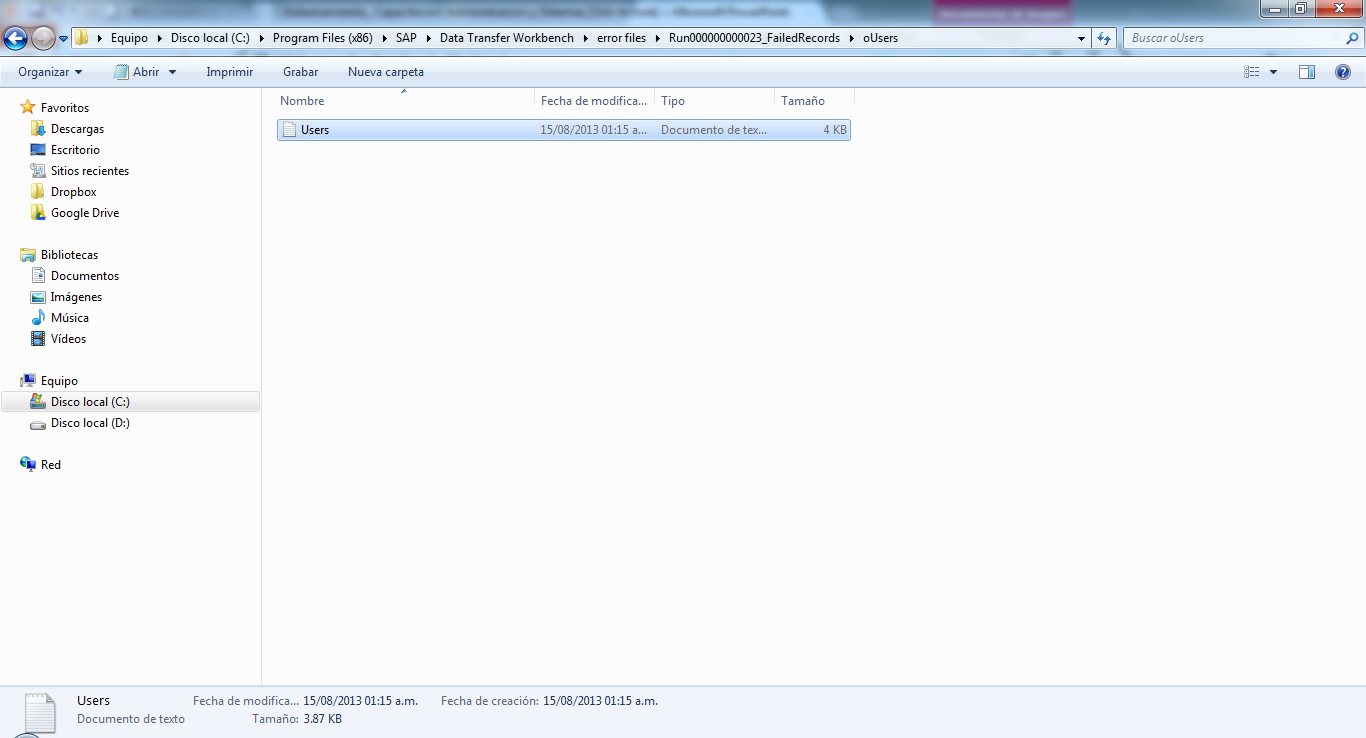 Equipo Disco local (C:) Program Files (x86) SAP Data Transfer Workbench error files Run000000000023_FailedRecords oUsers Buscar oUsers
Organizar Abrir Imprimir Grabar Nueva carpeta
Nombre Fecha de modifica... Tipo Tamaño
Users 15/08/2013 01:15 a... Documento de tex... 4 KB
Favoritos
Descargas
Escritorio
Sitios recientes
Dropbox
Google Drive
Bibliotecas
Documentos
Imágenes
Música
Vídeos
Equipo
Disco local (C:)
Disco local (D:)
Red
Users Fecha de modifica... 15/08/2013 01:15 a.m. Fecha de creación: 15/08/2013 01:15 a.m.
Documento de texto Tamaño: 3.87 KB